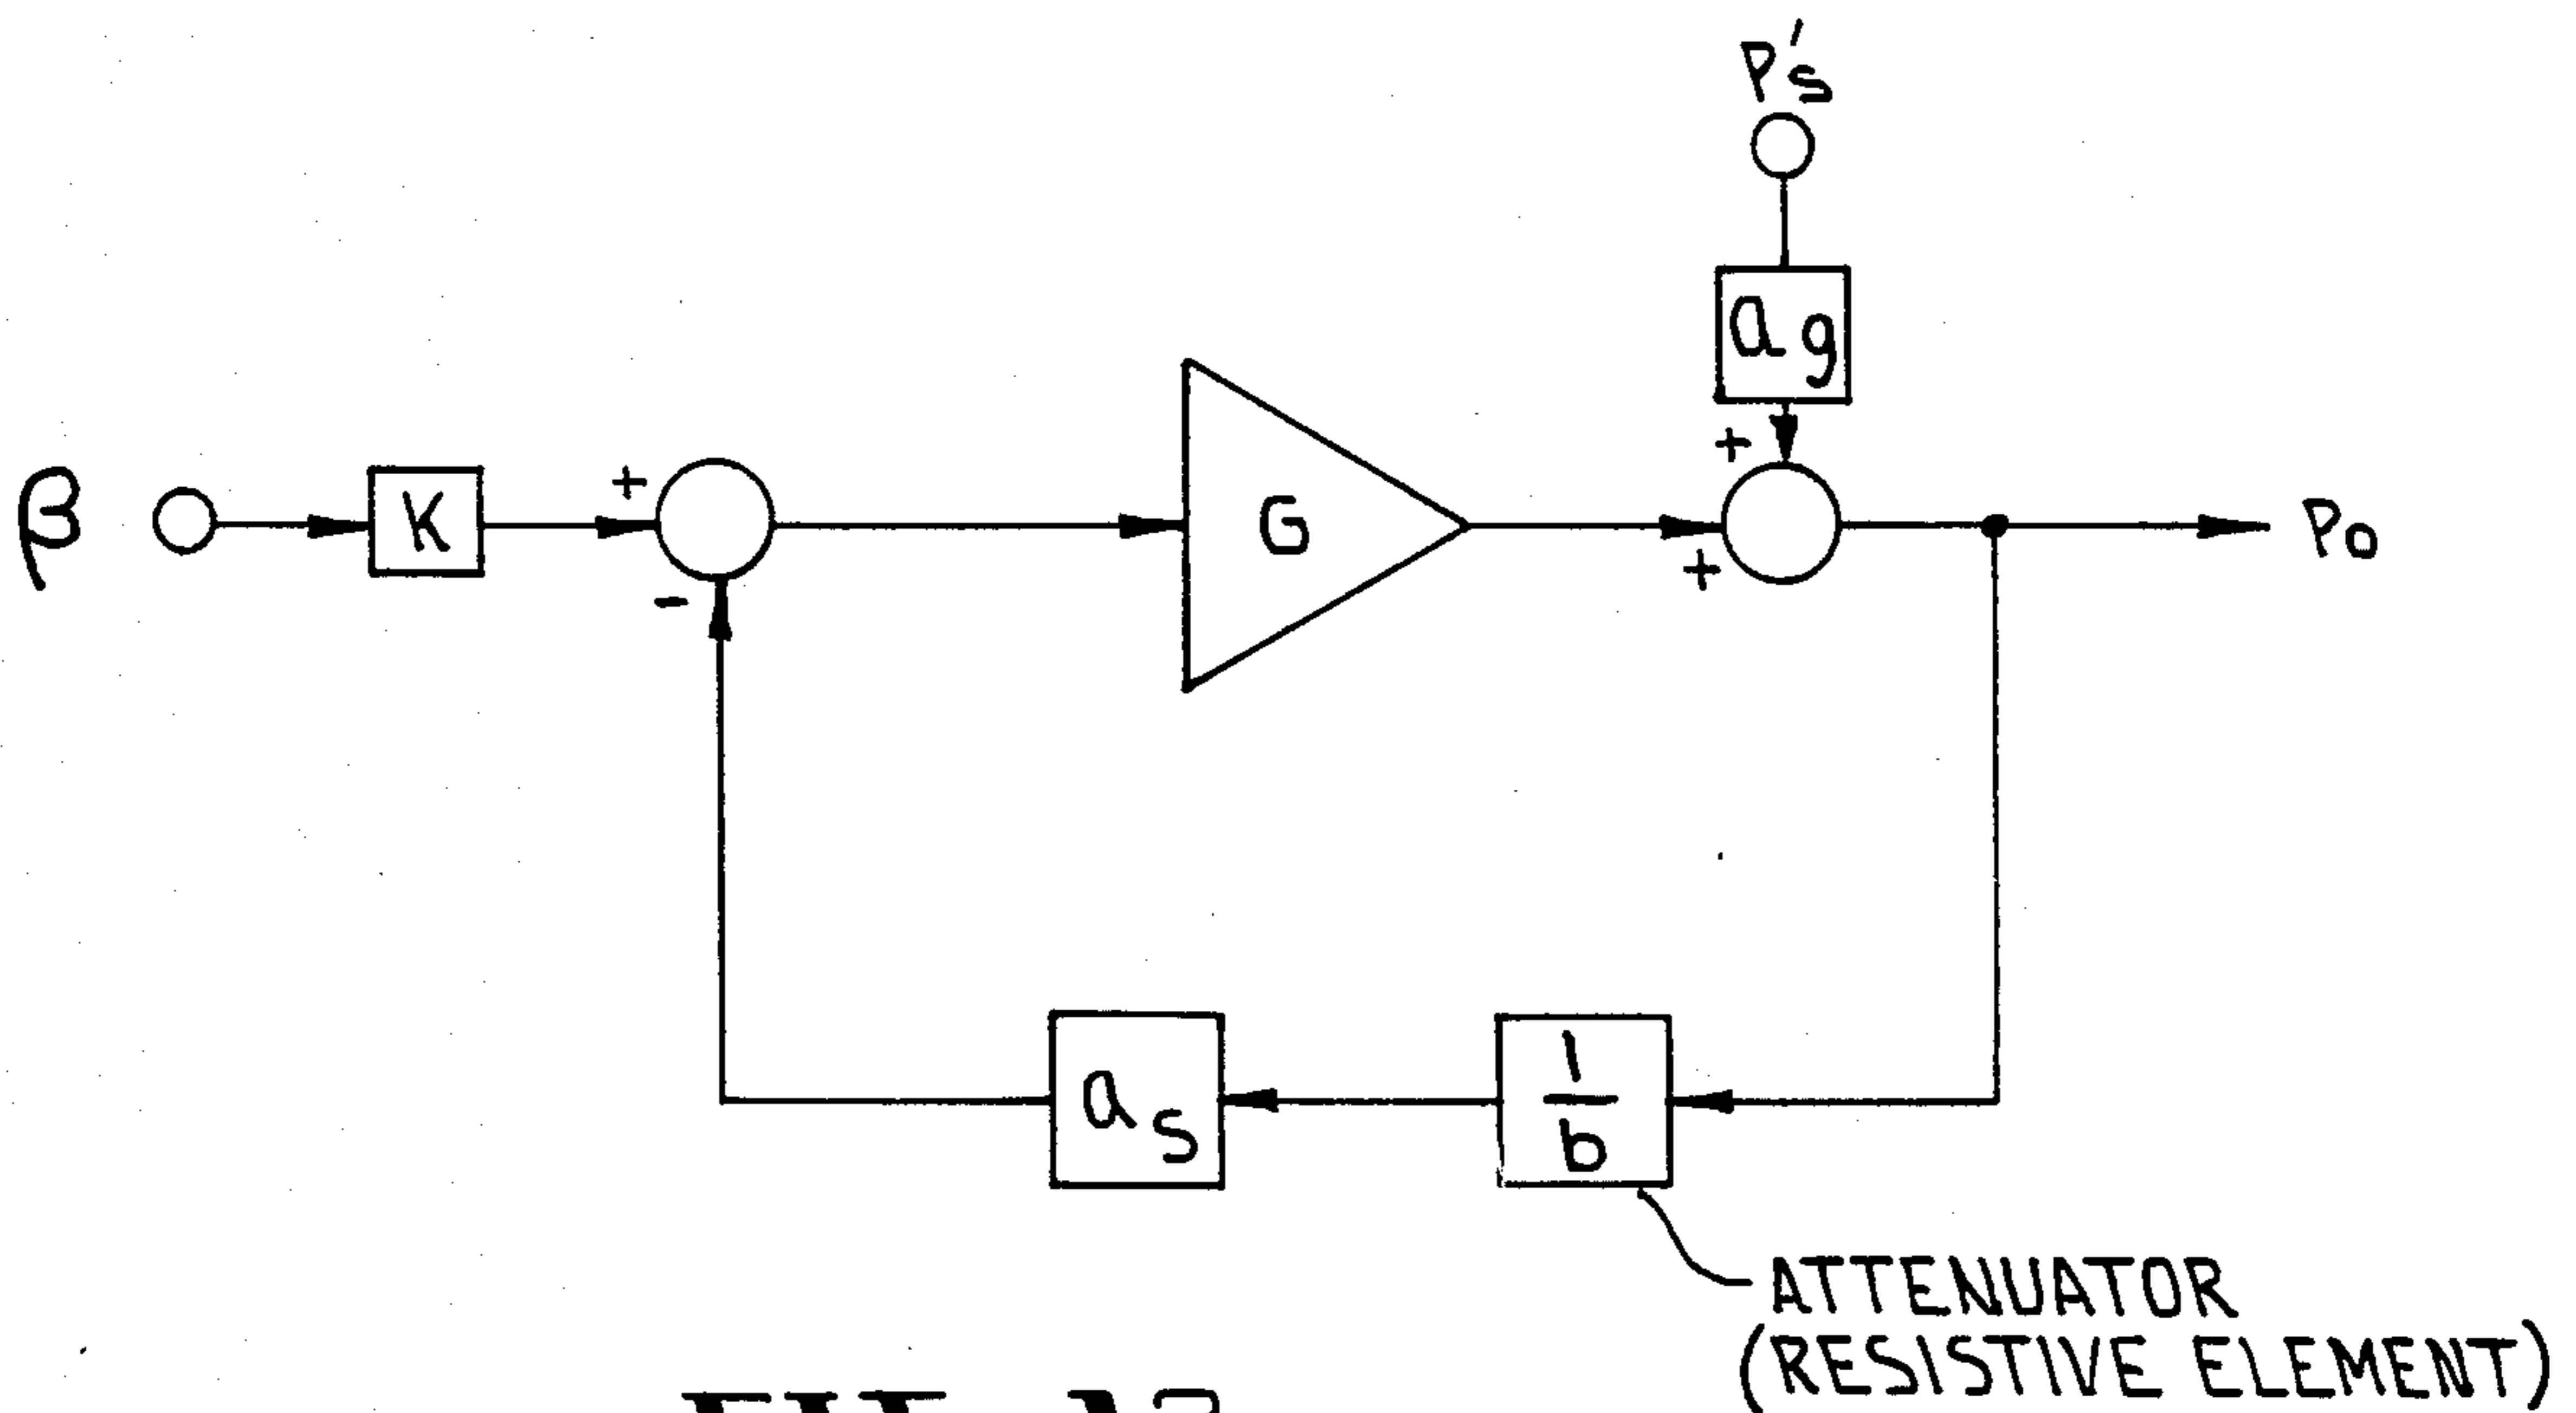 P's
ag
+
β
K
+
G
+
Po
-
as
1
b
ATTENUATOR
(RESISTIVE ELEMENT)